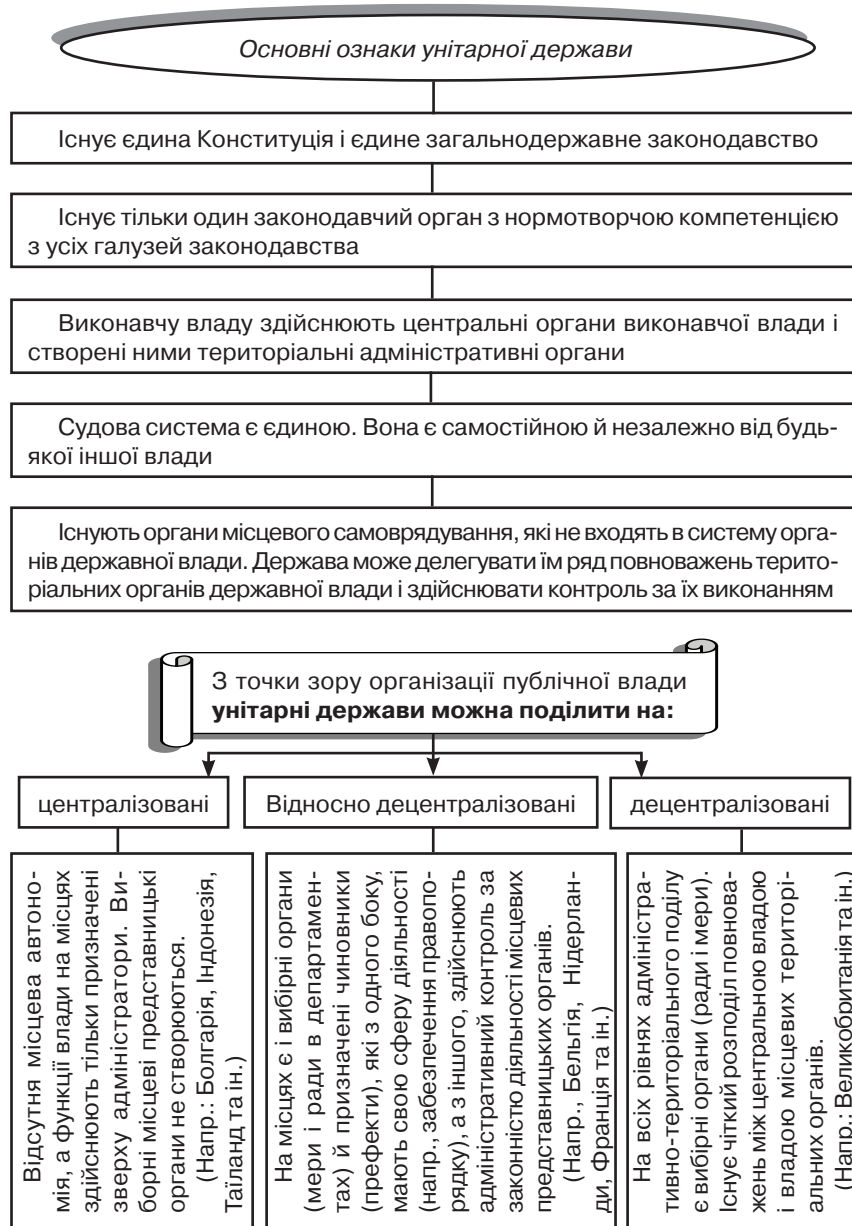 Основні ознаки унітарної держави
Існує єдина Конституція і єдине загальнодержавне законодавство
Існує тільки один законодавчий орган з нормотворчою компетенцією
з усіх галузей законодавства
Виконавчу владу здійснюють центральні органи виконавчої влади і
створені ними територіальні адміністративні органи
Судова система є єдиною. Вона є самостійною й незалежно від будь-
якої іншої влади
Існують органи місцевого самоврядування, які не входять в систему орга-
нів державної влади. Держава може делегувати їм ряд повноважень терито-
ріальних органів державної влади і здійснювати контроль за їх виконанням
З точки зору організації публічної влади
унітарні держави можна поділити на:
централізовані
Відносно децентралізовані
децентралізовані
Відсутня місцева автоно-
мія, а функції влади на місцях
здійснюють тільки призначені
зверху адміністратори. Ви-
борні місцеві представницькі
органи не створюються.
(Напр.: Болгарія, Індонезія,
Таїланд та ін.)
На місцях є і вибірні органи
(мери і ради в департамен-
тах) й призначені чиновники
(префекти), які з одного боку,
мають свою сферу діяльності
(напр., забезпечення правопо-
рядку), а з іншого, здійснюють
адміністративний контроль за
законністю діяльності місцевих
представницьких органів.
(Напр., Бельгія, Нідерлан-
ди, Франція та ін.)
На всіх рівнях адміністра-
тивно-територіального поділу
є вибірні органи (ради і мери).
Існує чіткий розподіл повнова-
жень між центральною владою
і владою місцевих територі-
альних органів.
(Напр.: Великобританія та ін.)